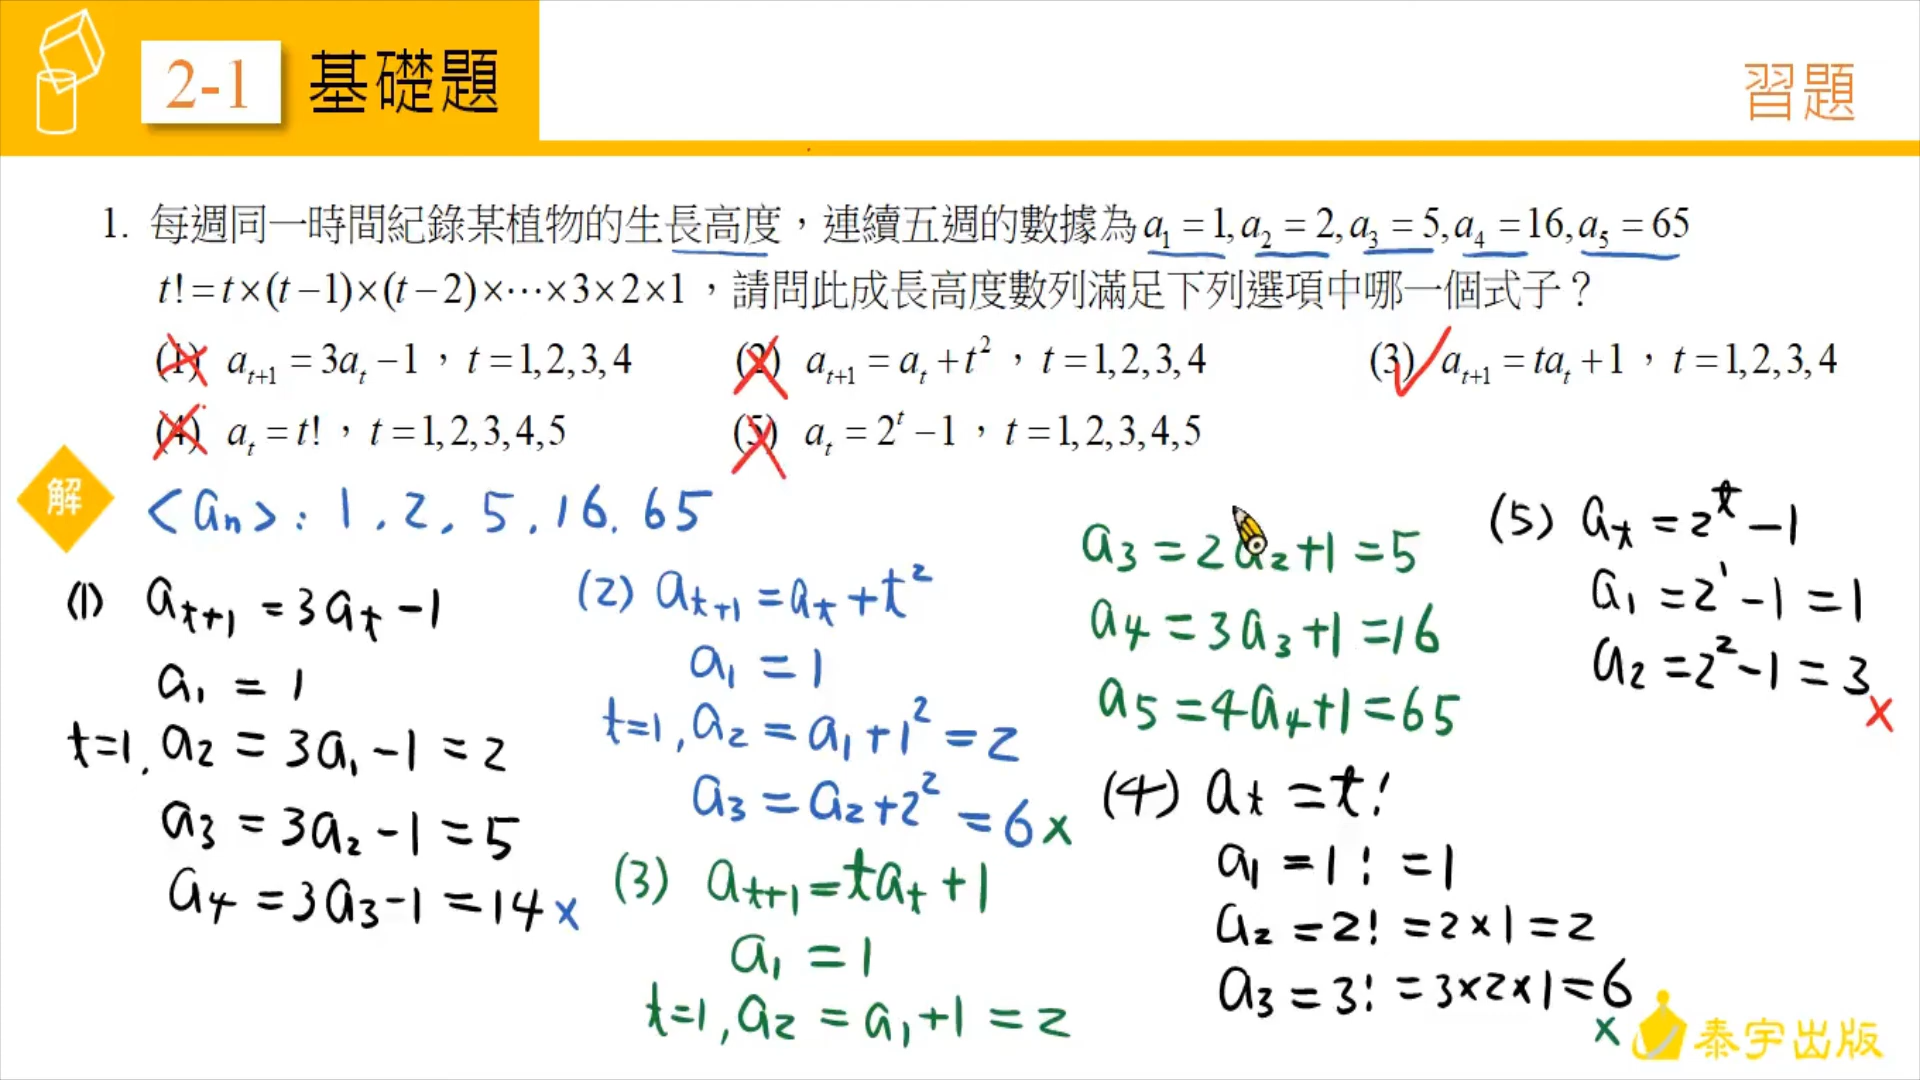 2-1 基礎題
習題
1. 每週同一時間紀錄某植物的生長高度，連續五週的數據為 a₁ = 1, a₂ = 2, a₃ = 5, a₄ = 16, a₅ = 65
t! = t×(t−1)×(t−2)×⋯×3×2×1，請問此成長高度數列滿足下列選項中哪一個式子？
(1) aₜ₊₁ = 3aₜ −1，t = 1,2,3,4 (2) aₜ₊₁ = aₜ + t²，t = 1,2,3,4 (3) aₜ₊₁ = taₜ +1，t = 1,2,3,4
(4) aₜ = t!，t = 1,2,3,4,5 (5) aₜ = 2ᵗ −1，t = 1,2,3,4,5
解
<aₙ> : 1, 2, 5, 16, 65
(1) aₜ₊₁ = 3aₜ −1
a₁ = 1
t=1, a₂ = 3a₁ −1 = 2
a₃ = 3a₂ −1 = 5
a₄ = 3a₃ −1 = 14 ×
(2) aₜ₊₁ = aₜ + t²
a₁ = 1
t=1, a₂ = a₁ + 1² = 2
a₃ = a₂ + 2² = 6 ×
(3) aₜ₊₁ = taₜ + 1
a₁ = 1
t=1, a₂ = a₁ + 1 = 2
a₃ = 2a₂ + 1 = 5
a₄ = 3a₃ + 1 = 16
a₅ = 4a₄ + 1 = 65
(4) aₜ = t!
a₁ = 1! = 1
a₂ = 2! = 2×1 = 2
a₃ = 3! = 3×2×1 = 6 ×
(5) aₜ = 2ᵗ −1
a₁ = 2¹ −1 = 1
a₂ = 2² −1 = 3 ×
泰宇出版